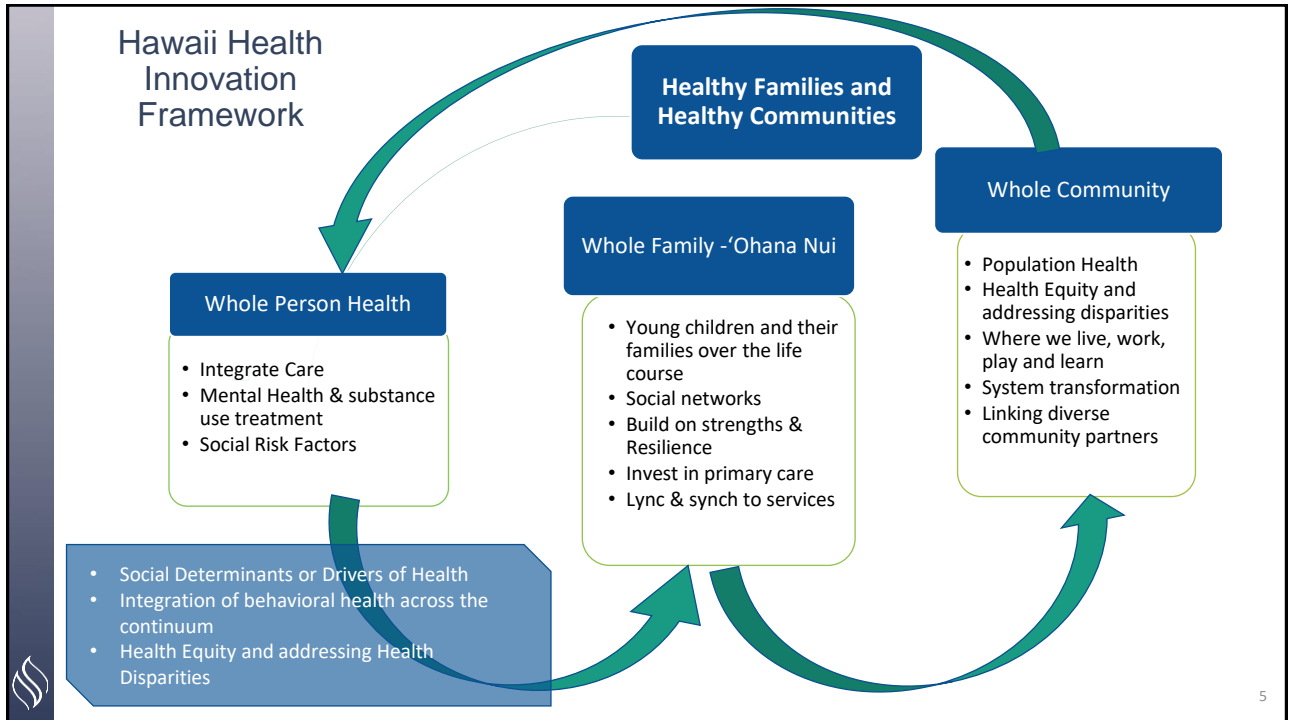 Hawaii Health
Innovation
Framework
Healthy Families and
Healthy Communities
Whole Person Health
• Integrate Care
• Mental Health & substance
use treatment
• Social Risk Factors
Whole Family -‘Ohana Nui
• Young children and their
families over the life
course
• Social networks
• Build on strengths &
Resilience
• Invest in primary care
• Lync & synch to services
Whole Community
• Population Health
• Health Equity and
addressing disparities
• Where we live, work,
play and learn
• System transformation
• Linking diverse
community partners
• Social Determinants or Drivers of Health
• Integration of behavioral health across the
continuum
• Health Equity and addressing Health
Disparities
5